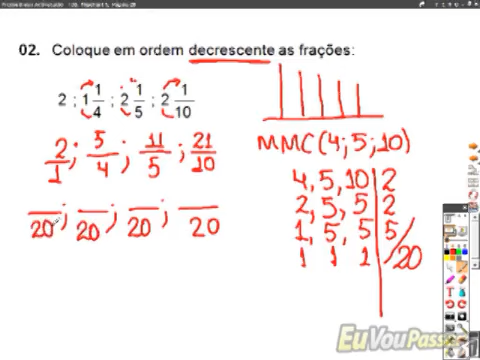 02. Coloque em ordem decrescente as frações:
2 ; 1 1/4 ; 2 1/5 ; 2 1/10
2/1 ; 5/4 ; 11/5 ; 21/10
/20 ; /20 ; /20 ; /20
MMC (4; 5; 10)
4, 5, 10 | 2
2, 5, 5 | 2
1, 5, 5 | 5
1 1 1 / 20
EuVouPassar